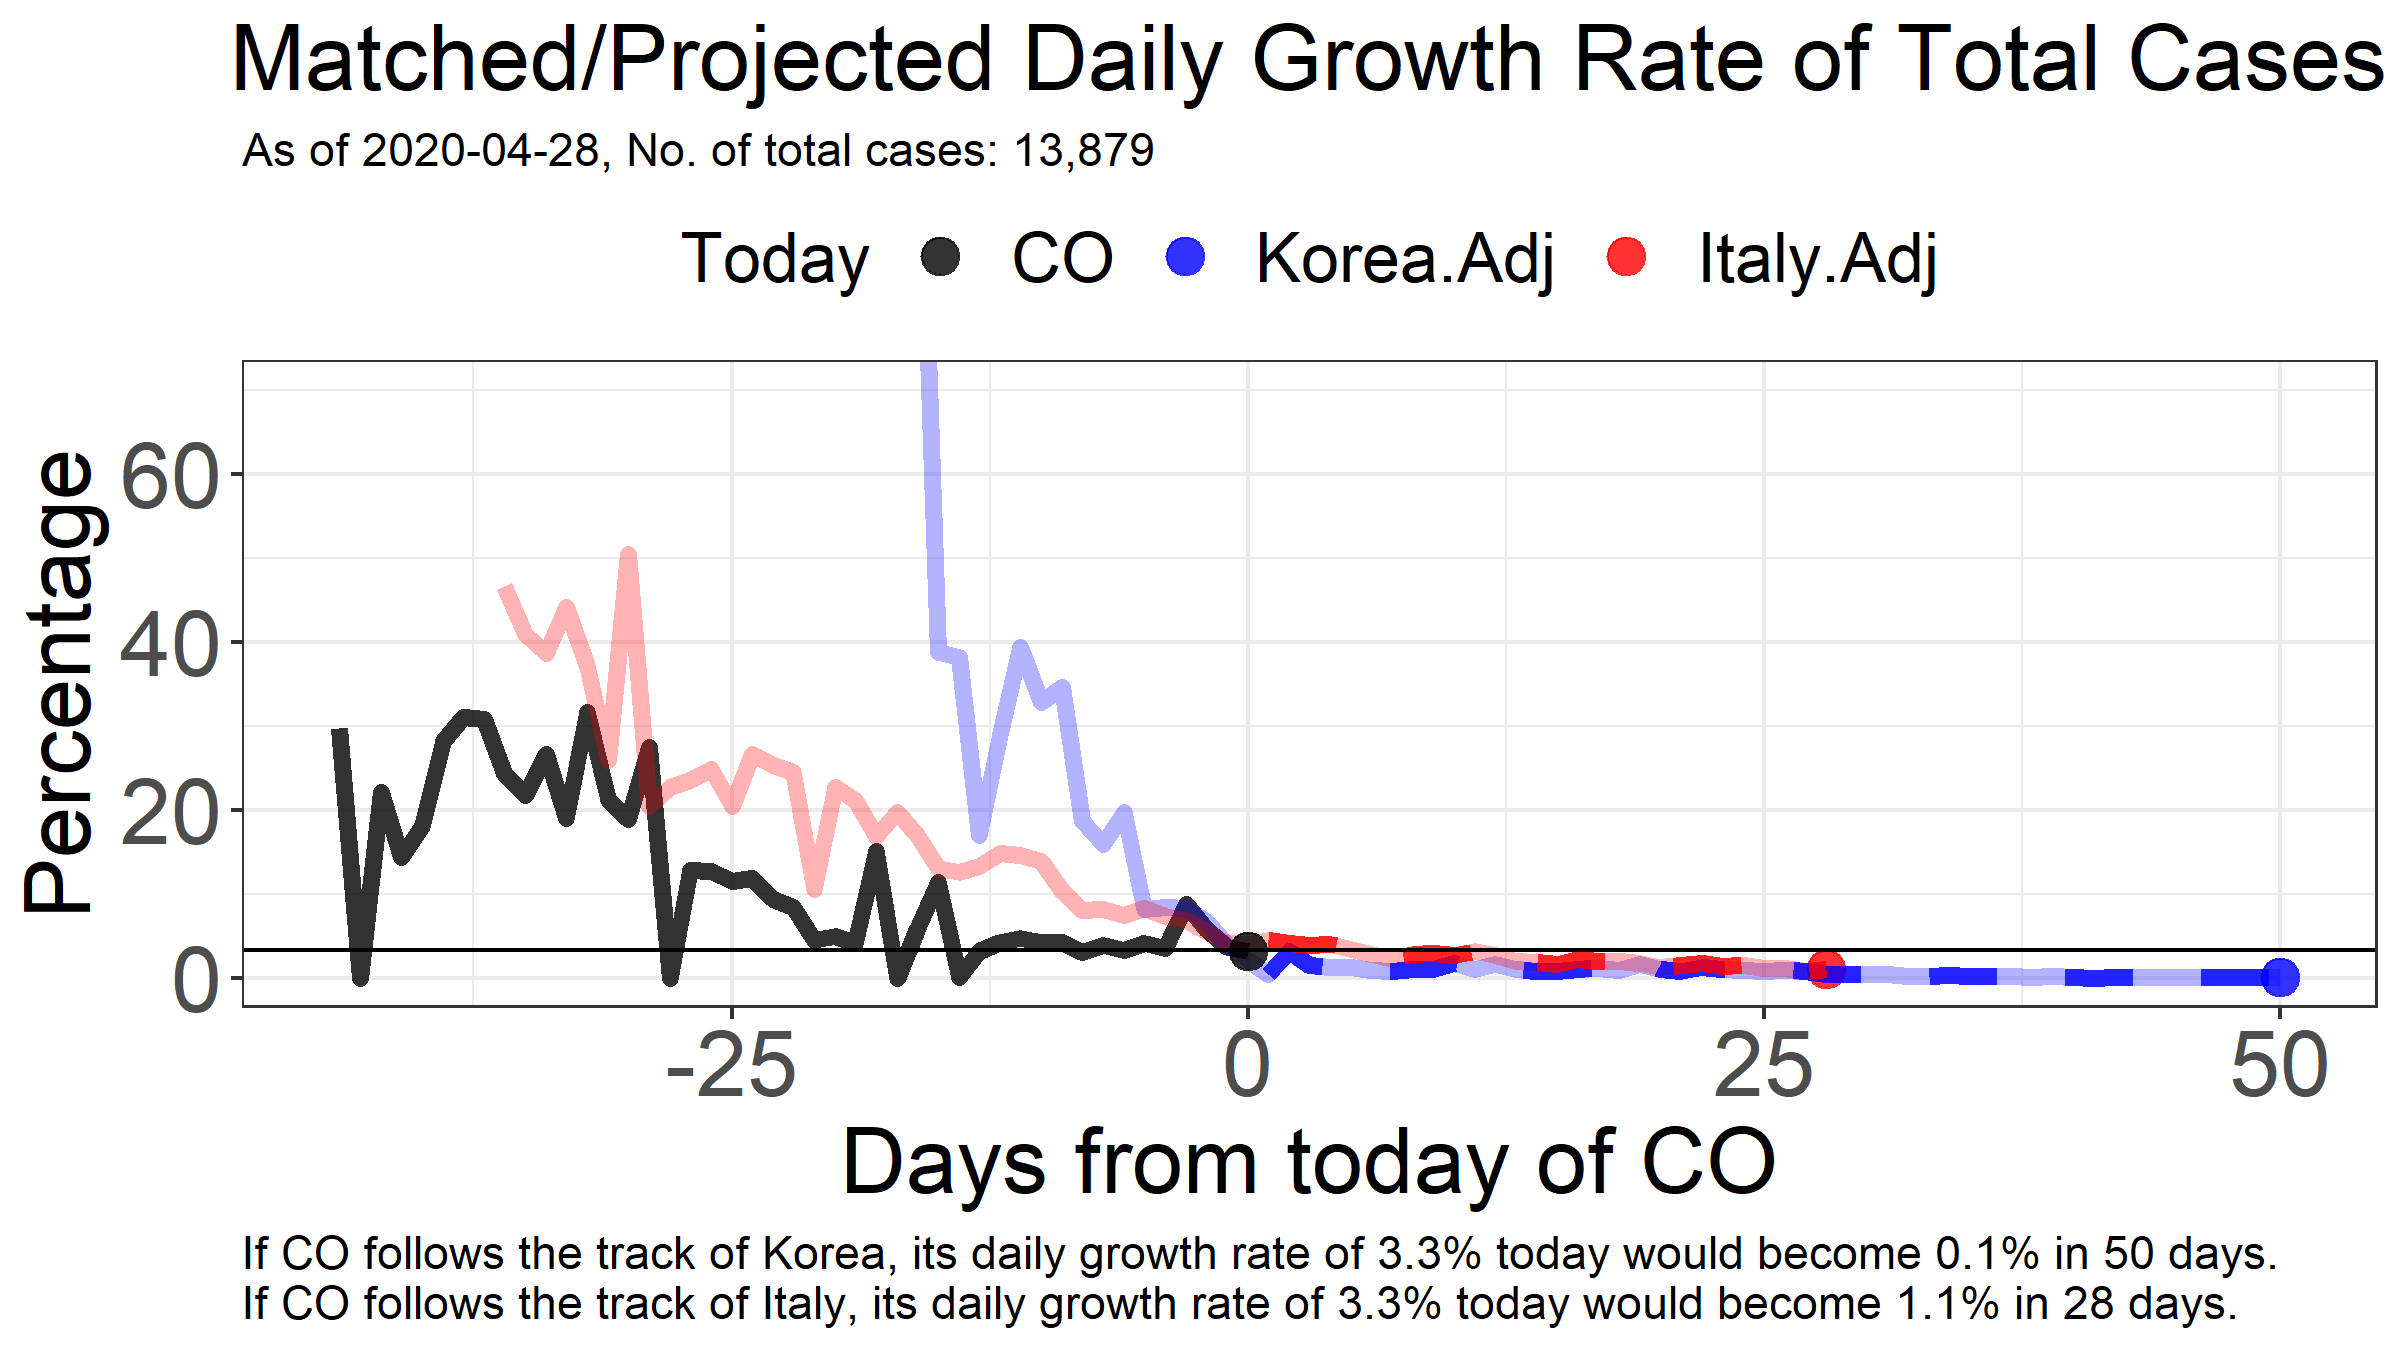 Matched/Projected Daily Growth Rate of Total Cases
As of 2020-04-28, No. of total cases: 13,879
Today CO Korea.Adj Italy.Adj
Percentage
60
40
20
0
-25 0 25 50
Days from today of CO
If CO follows the track of Korea, its daily growth rate of 3.3% today would become 0.1% in 50 days.
If CO follows the track of Italy, its daily growth rate of 3.3% today would become 1.1% in 28 days.